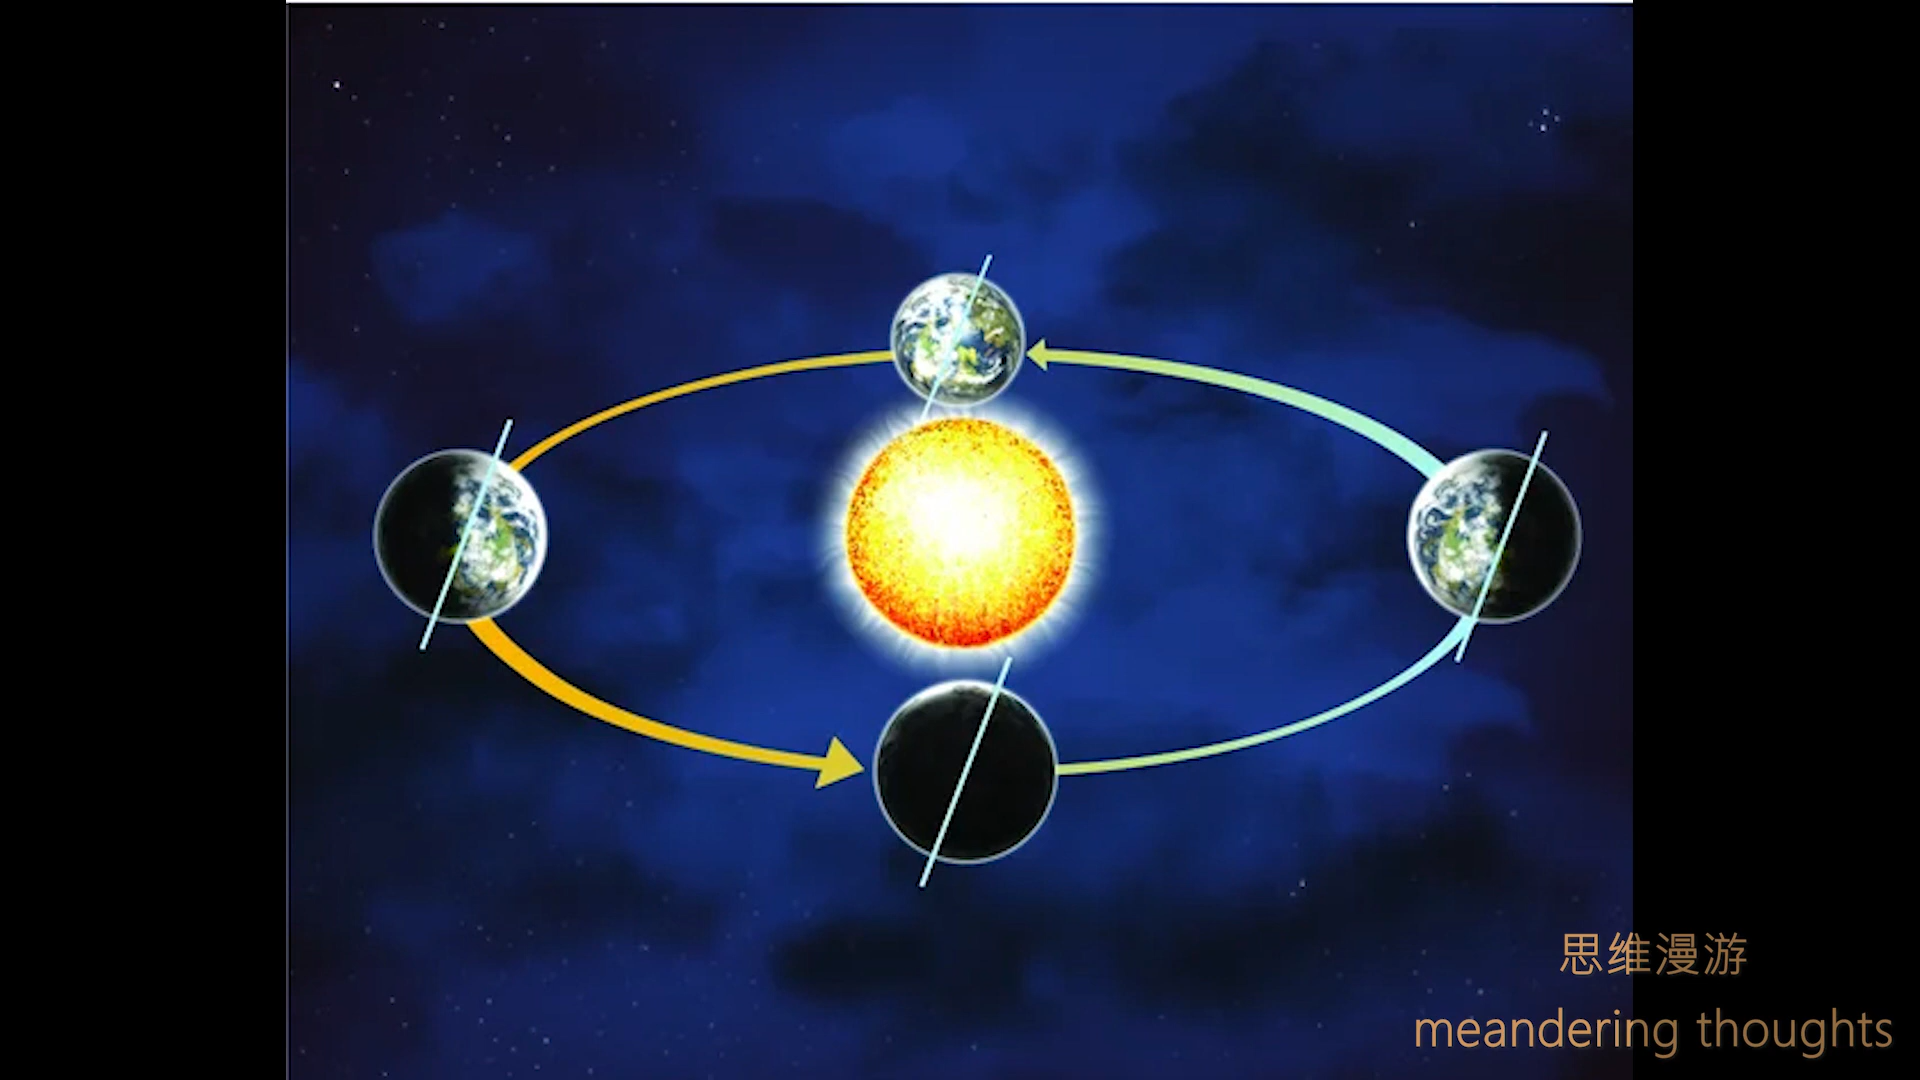 思维漫游
meandering thoughts